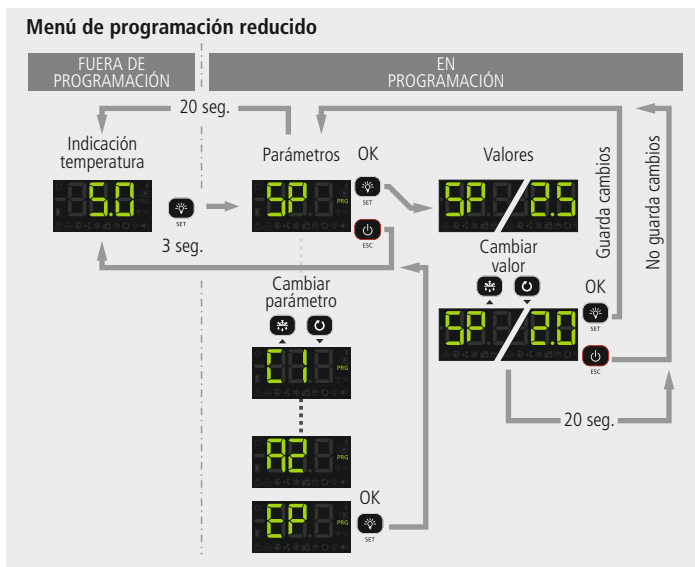 Menú de programación reducido
FUERA DE
PROGRAMACIÓN
EN
PROGRAMACIÓN
20 seg.
Indicación
temperatura
5.0
SET
3 seg.
Parámetros
OK
SP
PRG
SET
ESC
Valores
SP
2.5
Cambiar
valor
SP
2.0
OK
SET
ESC
Guarda cambios
No guarda cambios
20 seg.
Cambiar
parámetro
C1
PRG
A2
PRG
EP
PRG
OK
SET